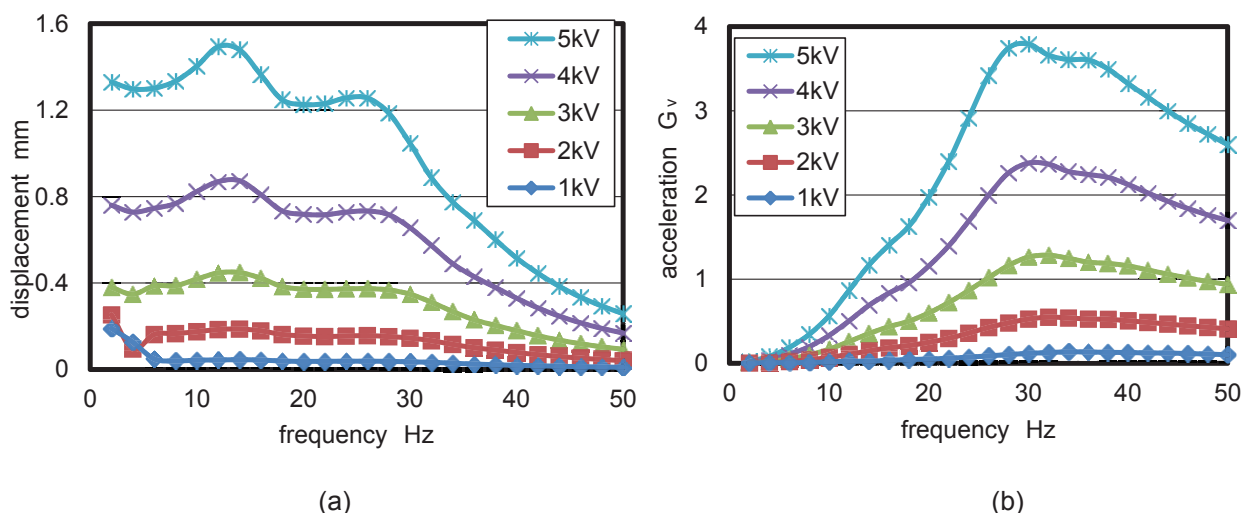 1.6
1.2
0.8
0.4
0
displacement mm
0 10 20 30 40 50
frequency Hz
5kV
4kV
3kV
2kV
1kV
(a)
4
3
2
1
0
acceleration Gv
0 10 20 30 40 50
frequency Hz
5kV
4kV
3kV
2kV
1kV
(b)